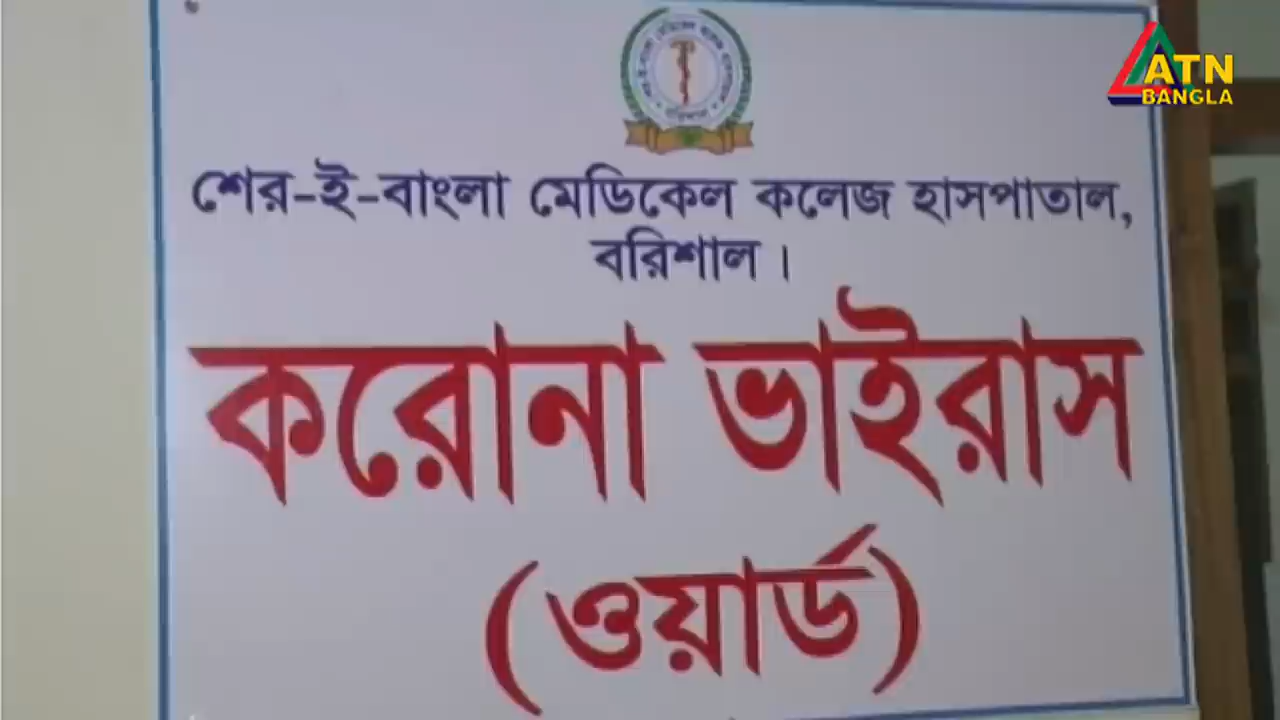 ATN
BANGLA
শের-ই-বাংলা মেডিকেল কলেজ হাসপাতাল,
বরিশাল।
করোনা ভাইরাস
(ওয়ার্ড)